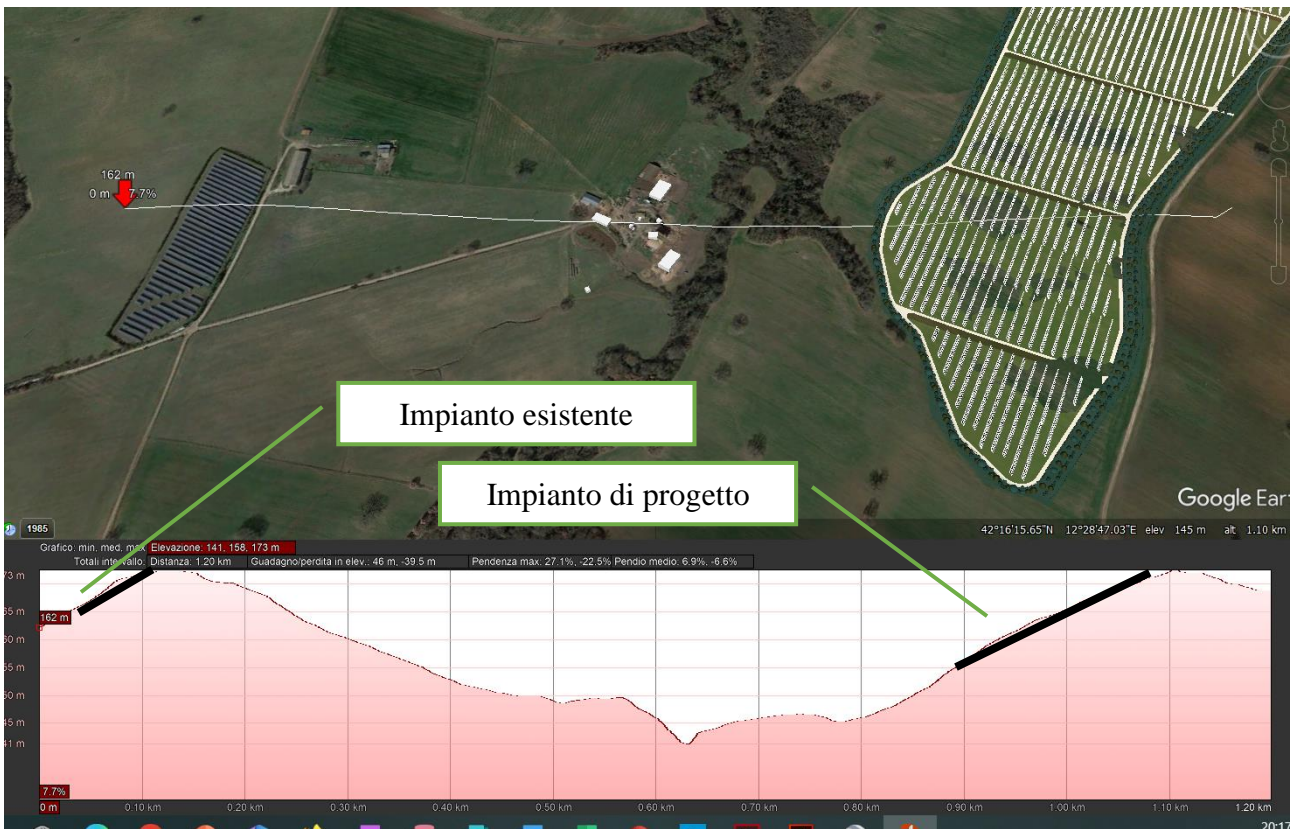 162 m
0 m 7.7%
Impianto esistente
Impianto di progetto
Google Eart
1985
42°16'15.65"N 12°28'47.03"E elev 145 m alt 1.10 km
Grafico: min. med. max Elevazione: 141, 158, 173 m
Totali intervallo: Distanza: 1.20 km Guadagno/perdita in elev.: 46 m, -39.5 m Pendenza max: 27.1%, -22.5% Pendio medio: 6.9%, -6.6%
73 m
65 m
162 m
60 m
55 m
50 m
45 m
41 m
7.7%
0 m 0.10 km 0.20 km 0.30 km 0.40 km 0.50 km 0.60 km 0.70 km 0.80 km 0.90 km 1.00 km 1.10 km 1.20 km
20:17